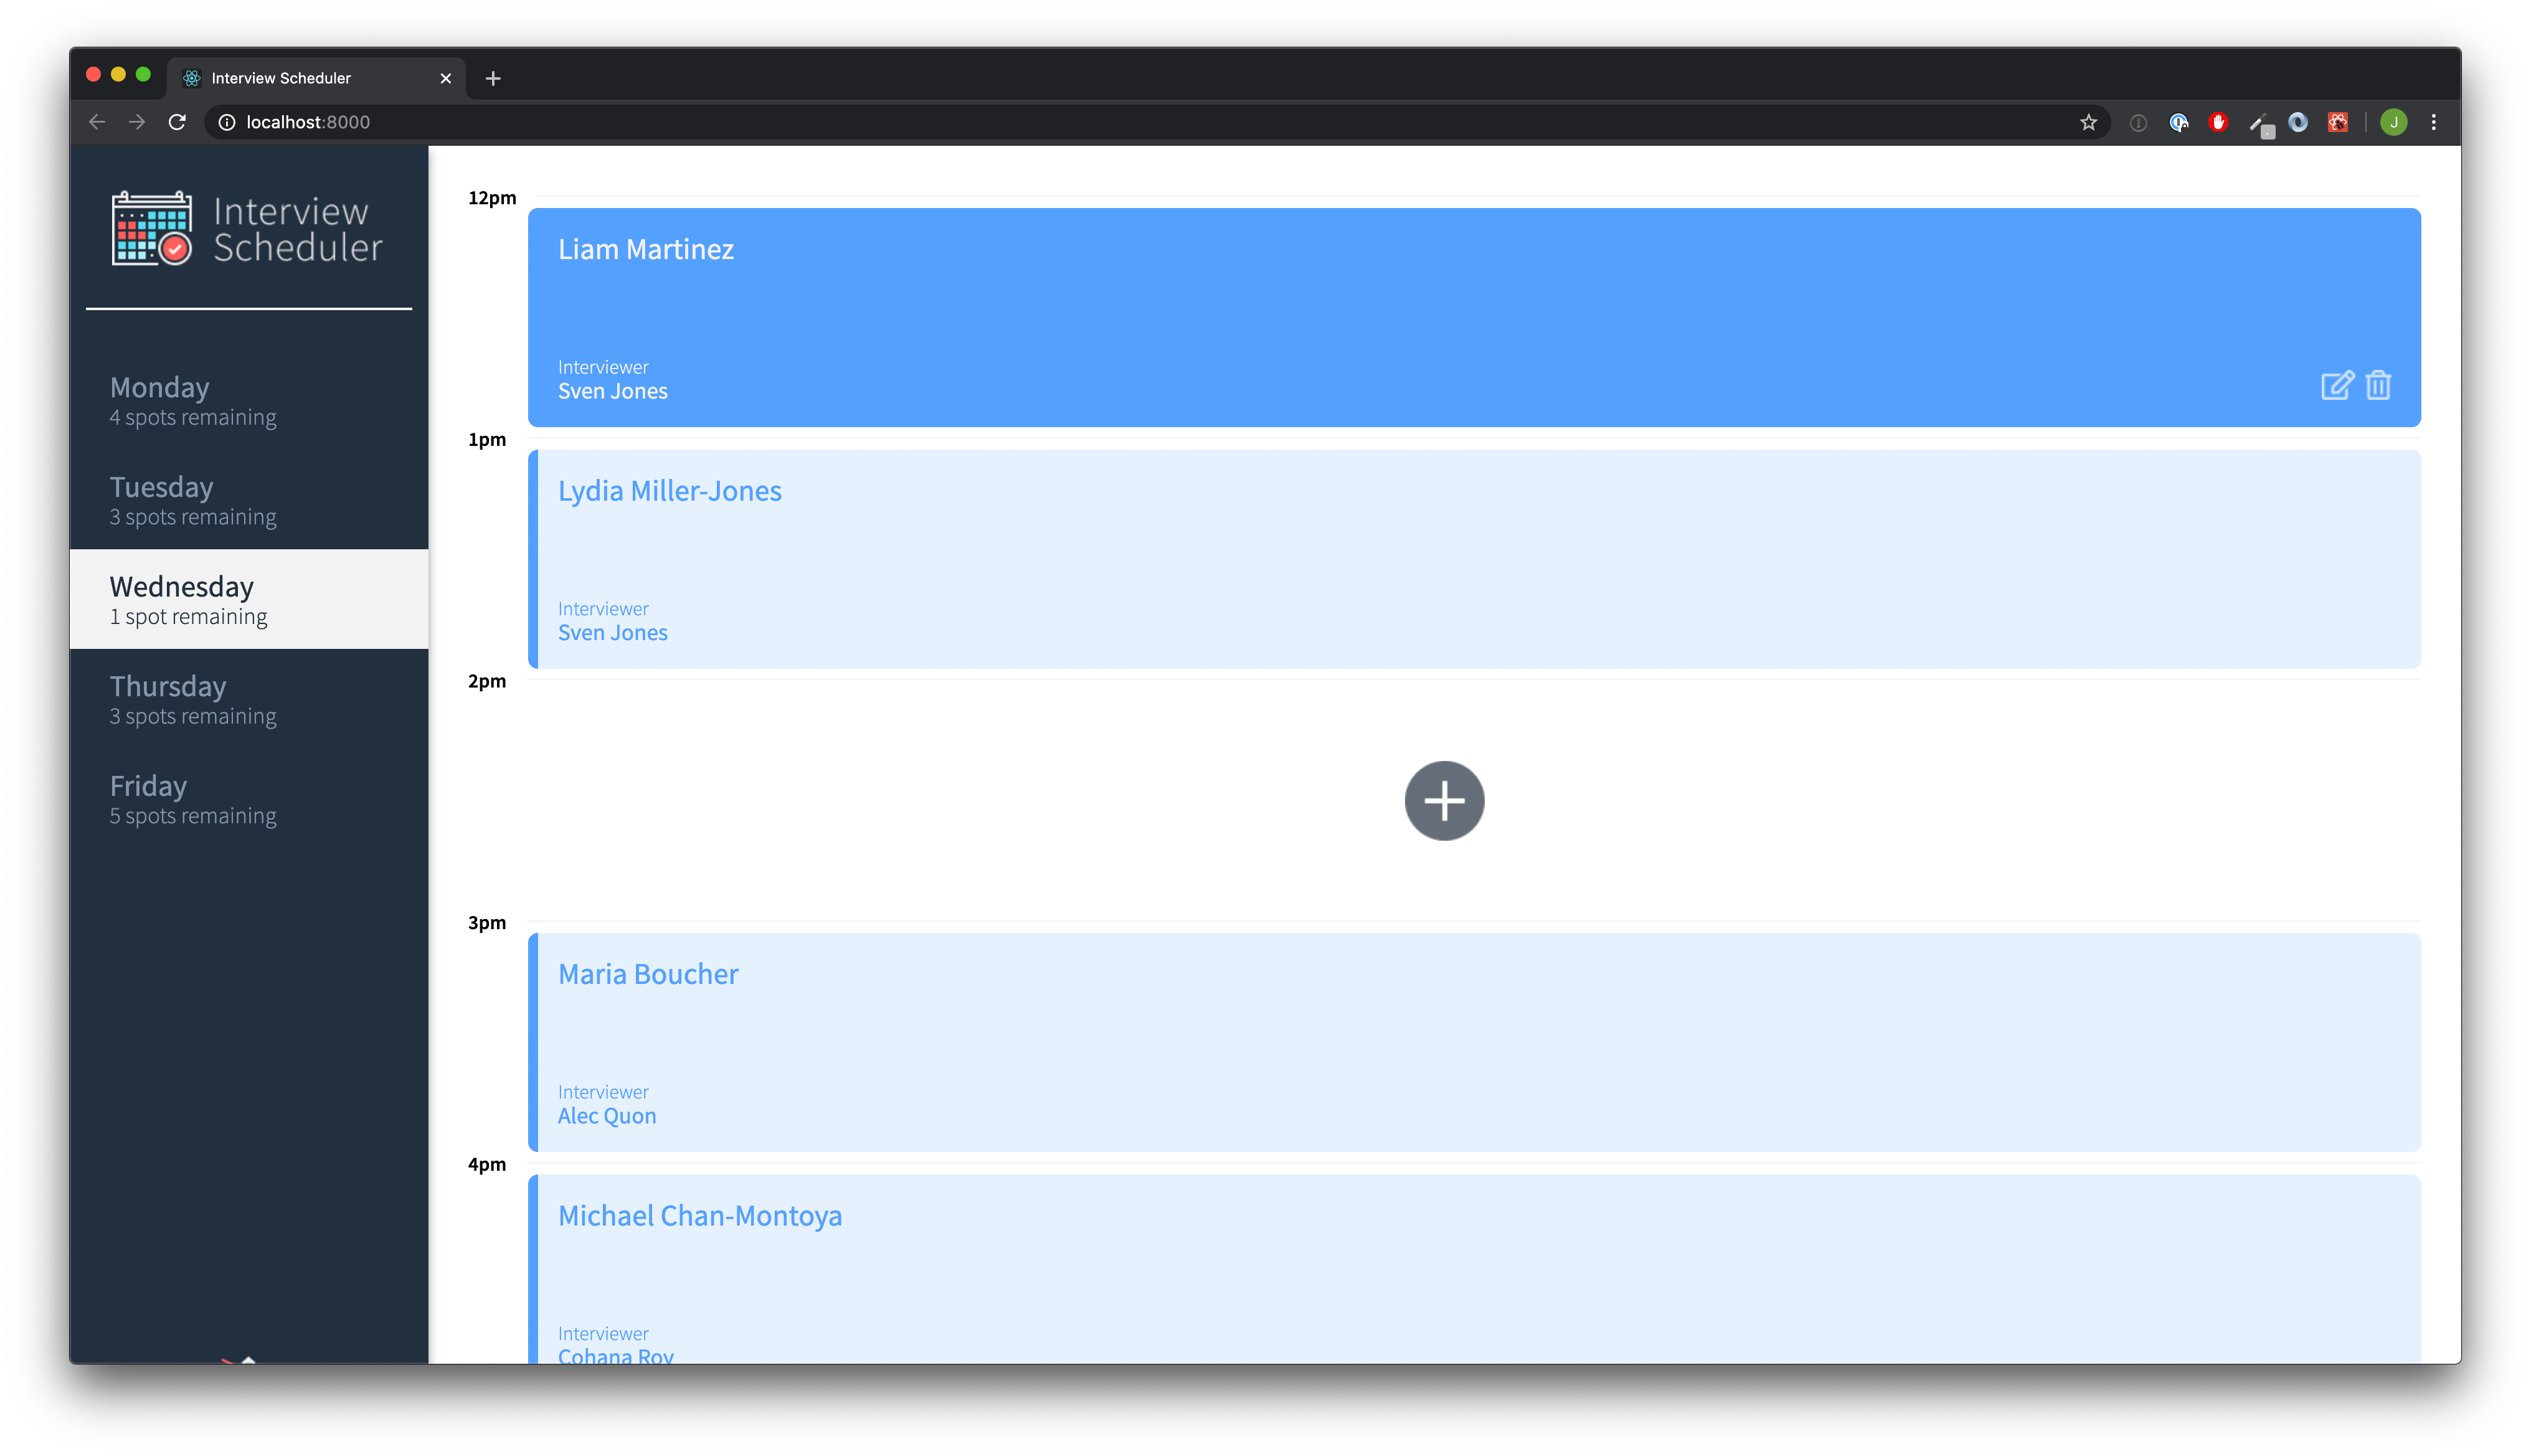 Interview Scheduler
localhost:8000
J
Interview
Scheduler
Monday
4 spots remaining
Tuesday
3 spots remaining
Wednesday
1 spot remaining
Thursday
3 spots remaining
Friday
5 spots remaining
12pm
Liam Martinez
Interviewer
Sven Jones
1pm
Lydia Miller-Jones
Interviewer
Sven Jones
2pm
3pm
Maria Boucher
Interviewer
Alec Quon
4pm
Michael Chan-Montoya
Interviewer
Cohana Roy